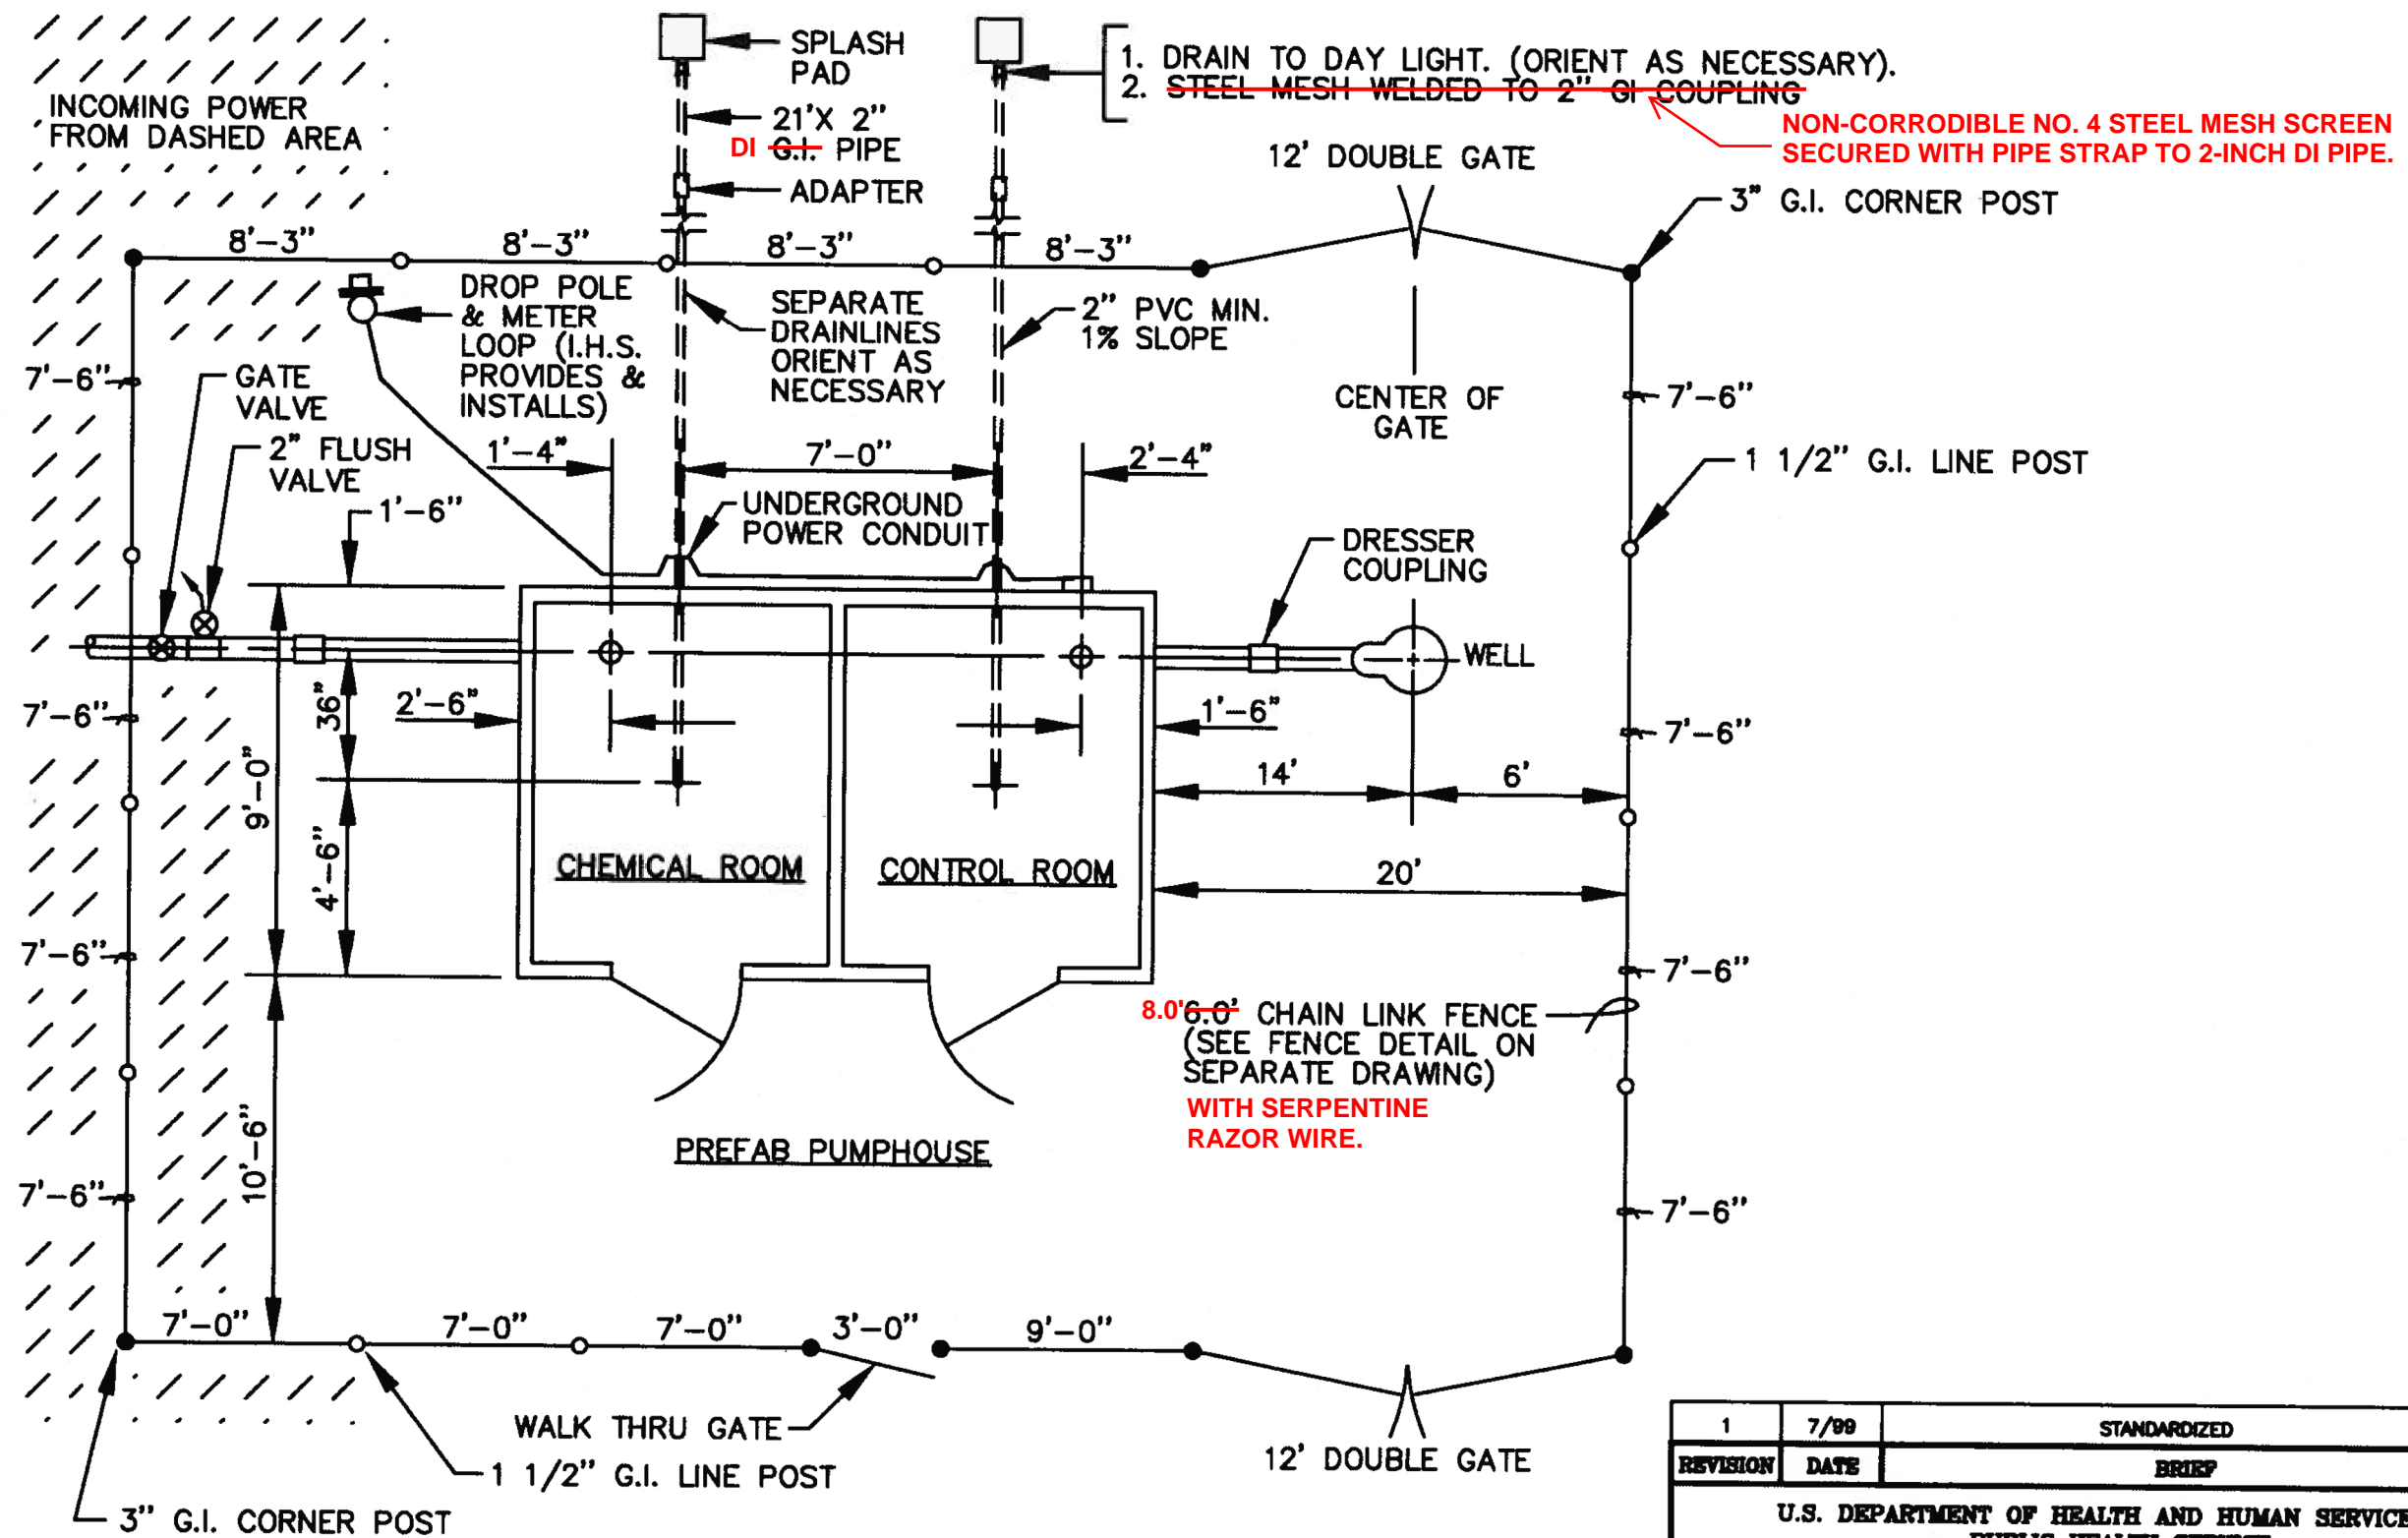 SPLASH
PAD
1. DRAIN TO DAY LIGHT. (ORIENT AS NECESSARY).
2. STEEL MESH WELDED TO 2" GI COUPLING
NON-CORRODIBLE NO. 4 STEEL MESH SCREEN
SECURED WITH PIPE STRAP TO 2-INCH DI PIPE.
INCOMING POWER
FROM DASHED AREA
21'X 2"
DI G.I. PIPE
ADAPTER
12' DOUBLE GATE
3" G.I. CORNER POST
8'-3"
8'-3"
8'-3"
8'-3"
DROP POLE
& METER
LOOP (I.H.S.
PROVIDES &
INSTALLS)
SEPARATE
DRAINLINES
ORIENT AS
NECESSARY
2" PVC MIN.
1% SLOPE
CENTER OF
GATE
7'-6"
GATE
VALVE
7'-6"
2" FLUSH
VALVE
1'-4"
7'-0"
2'-4"
1 1/2" G.I. LINE POST
1'-6"
UNDERGROUND
POWER CONDUIT
DRESSER
COUPLING
WELL
7'-6"
36"
2'-6"
1'-6"
7'-6"
9'-0"
14'
6'
4'-6"
CHEMICAL ROOM
CONTROL ROOM
20'
7'-6"
7'-6"
8.0' 6.0' CHAIN LINK FENCE
(SEE FENCE DETAIL ON
SEPARATE DRAWING)
WITH SERPENTINE
RAZOR WIRE.
10'-6"
PREFAB PUMPHOUSE
7'-6"
7'-6"
7'-0"
7'-0"
7'-0"
3'-0"
9'-0"
WALK THRU GATE
1 1/2" G.I. LINE POST
3" G.I. CORNER POST
12' DOUBLE GATE
1 7/99 STANDARDIZED
REVISION DATE BRIEF
U.S. DEPARTMENT OF HEALTH AND HUMAN SERVICE